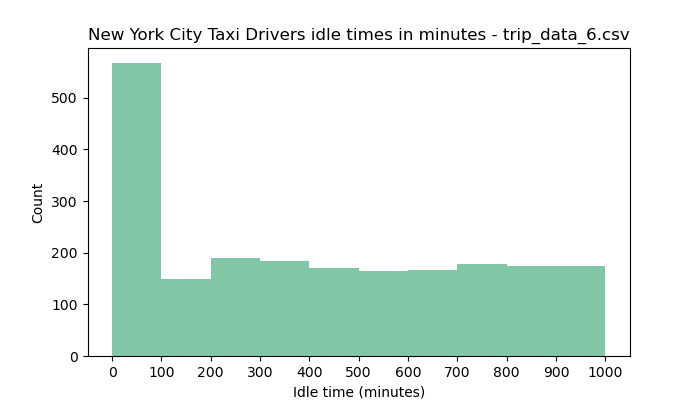 New York City Taxi Drivers idle times in minutes - trip_data_6.csv
500
400
300
200
100
0
Count
0 100 200 300 400 500 600 700 800 900 1000
Idle time (minutes)